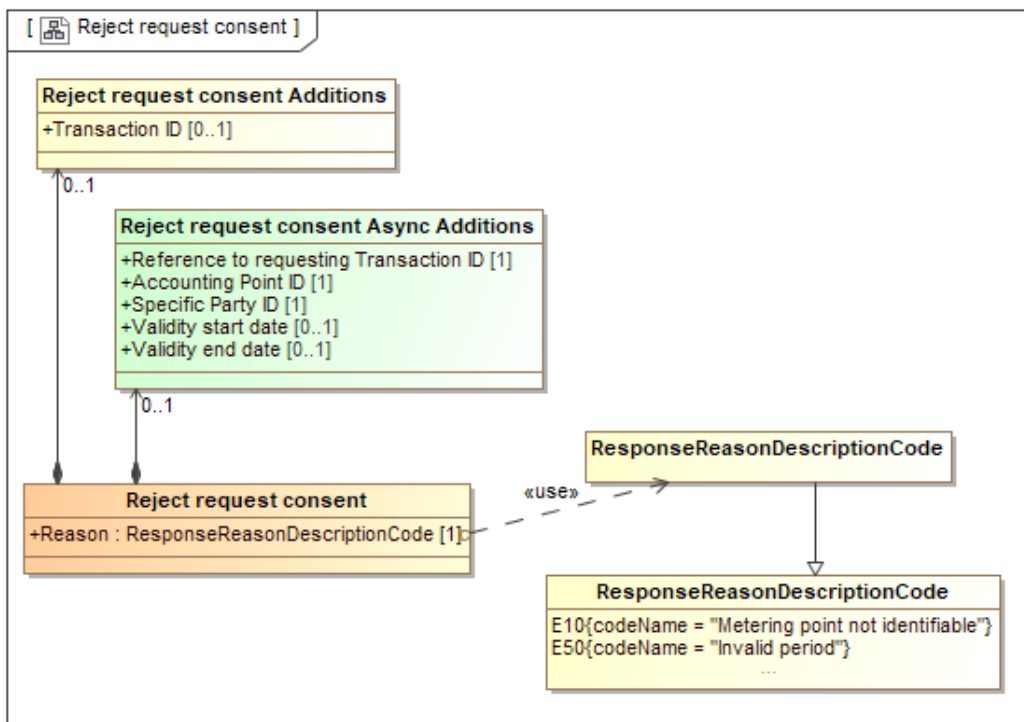 [ Reject request consent ]
Reject request consent Additions
+Transaction ID [0..1]
0..1
Reject request consent Async Additions
+Reference to requesting Transaction ID [1]
+Accounting Point ID [1]
+Specific Party ID [1]
+Validity start date [0..1]
+Validity end date [0..1]
0..1
ResponseReasonDescriptionCode
«use»
Reject request consent
+Reason : ResponseReasonDescriptionCode [1]
ResponseReasonDescriptionCode
E10{codeName = "Metering point not identifiable"}
E50{codeName = "Invalid period"}
...